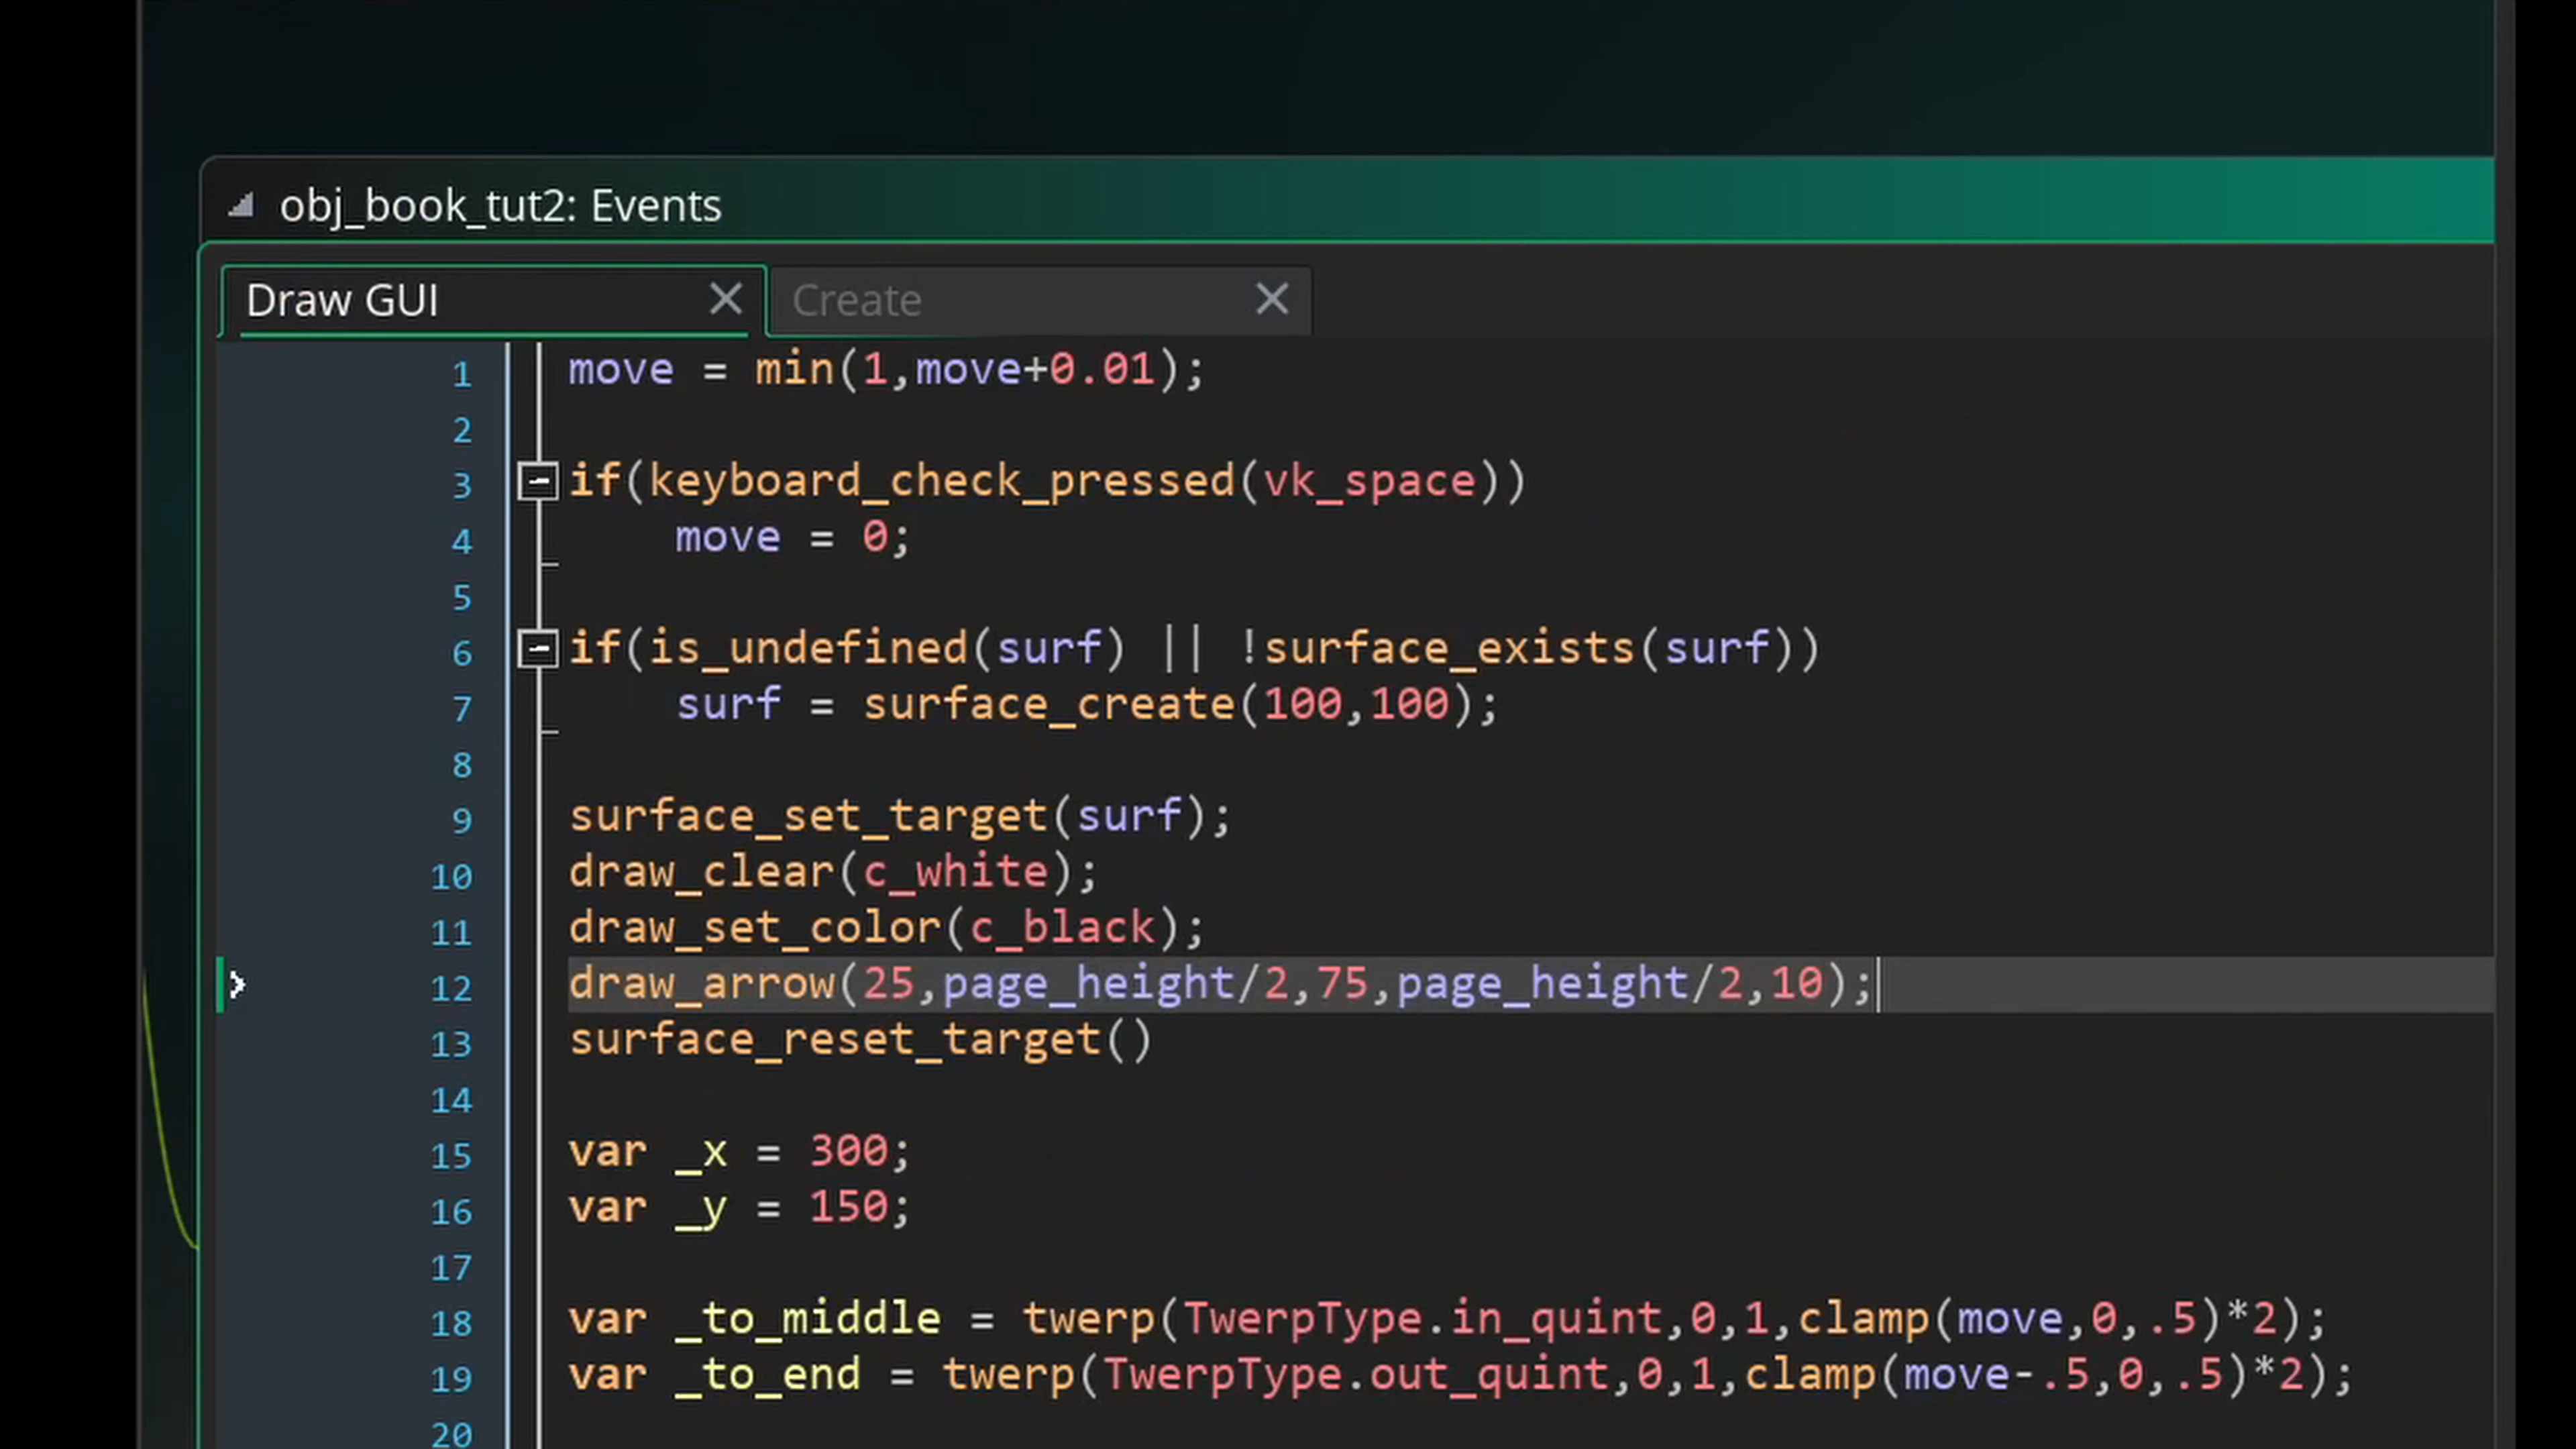 obj_book_tut2: Events
Draw GUI
Create
1 move = min(1,move+0.01);
2
3 if(keyboard_check_pressed(vk_space))
4     move = 0;
5
6 if(is_undefined(surf) || !surface_exists(surf))
7     surf = surface_create(100,100);
8
9 surface_set_target(surf);
10 draw_clear(c_white);
11 draw_set_color(c_black);
12 draw_arrow(25,page_height/2,75,page_height/2,10);
13 surface_reset_target()
14
15 var _x = 300;
16 var _y = 150;
17
18 var _to_middle = twerp(TwerpType.in_quint,0,1,clamp(move,0,.5)*2);
19 var _to_end = twerp(TwerpType.out_quint,0,1,clamp(move-.5,0,.5)*2);
20